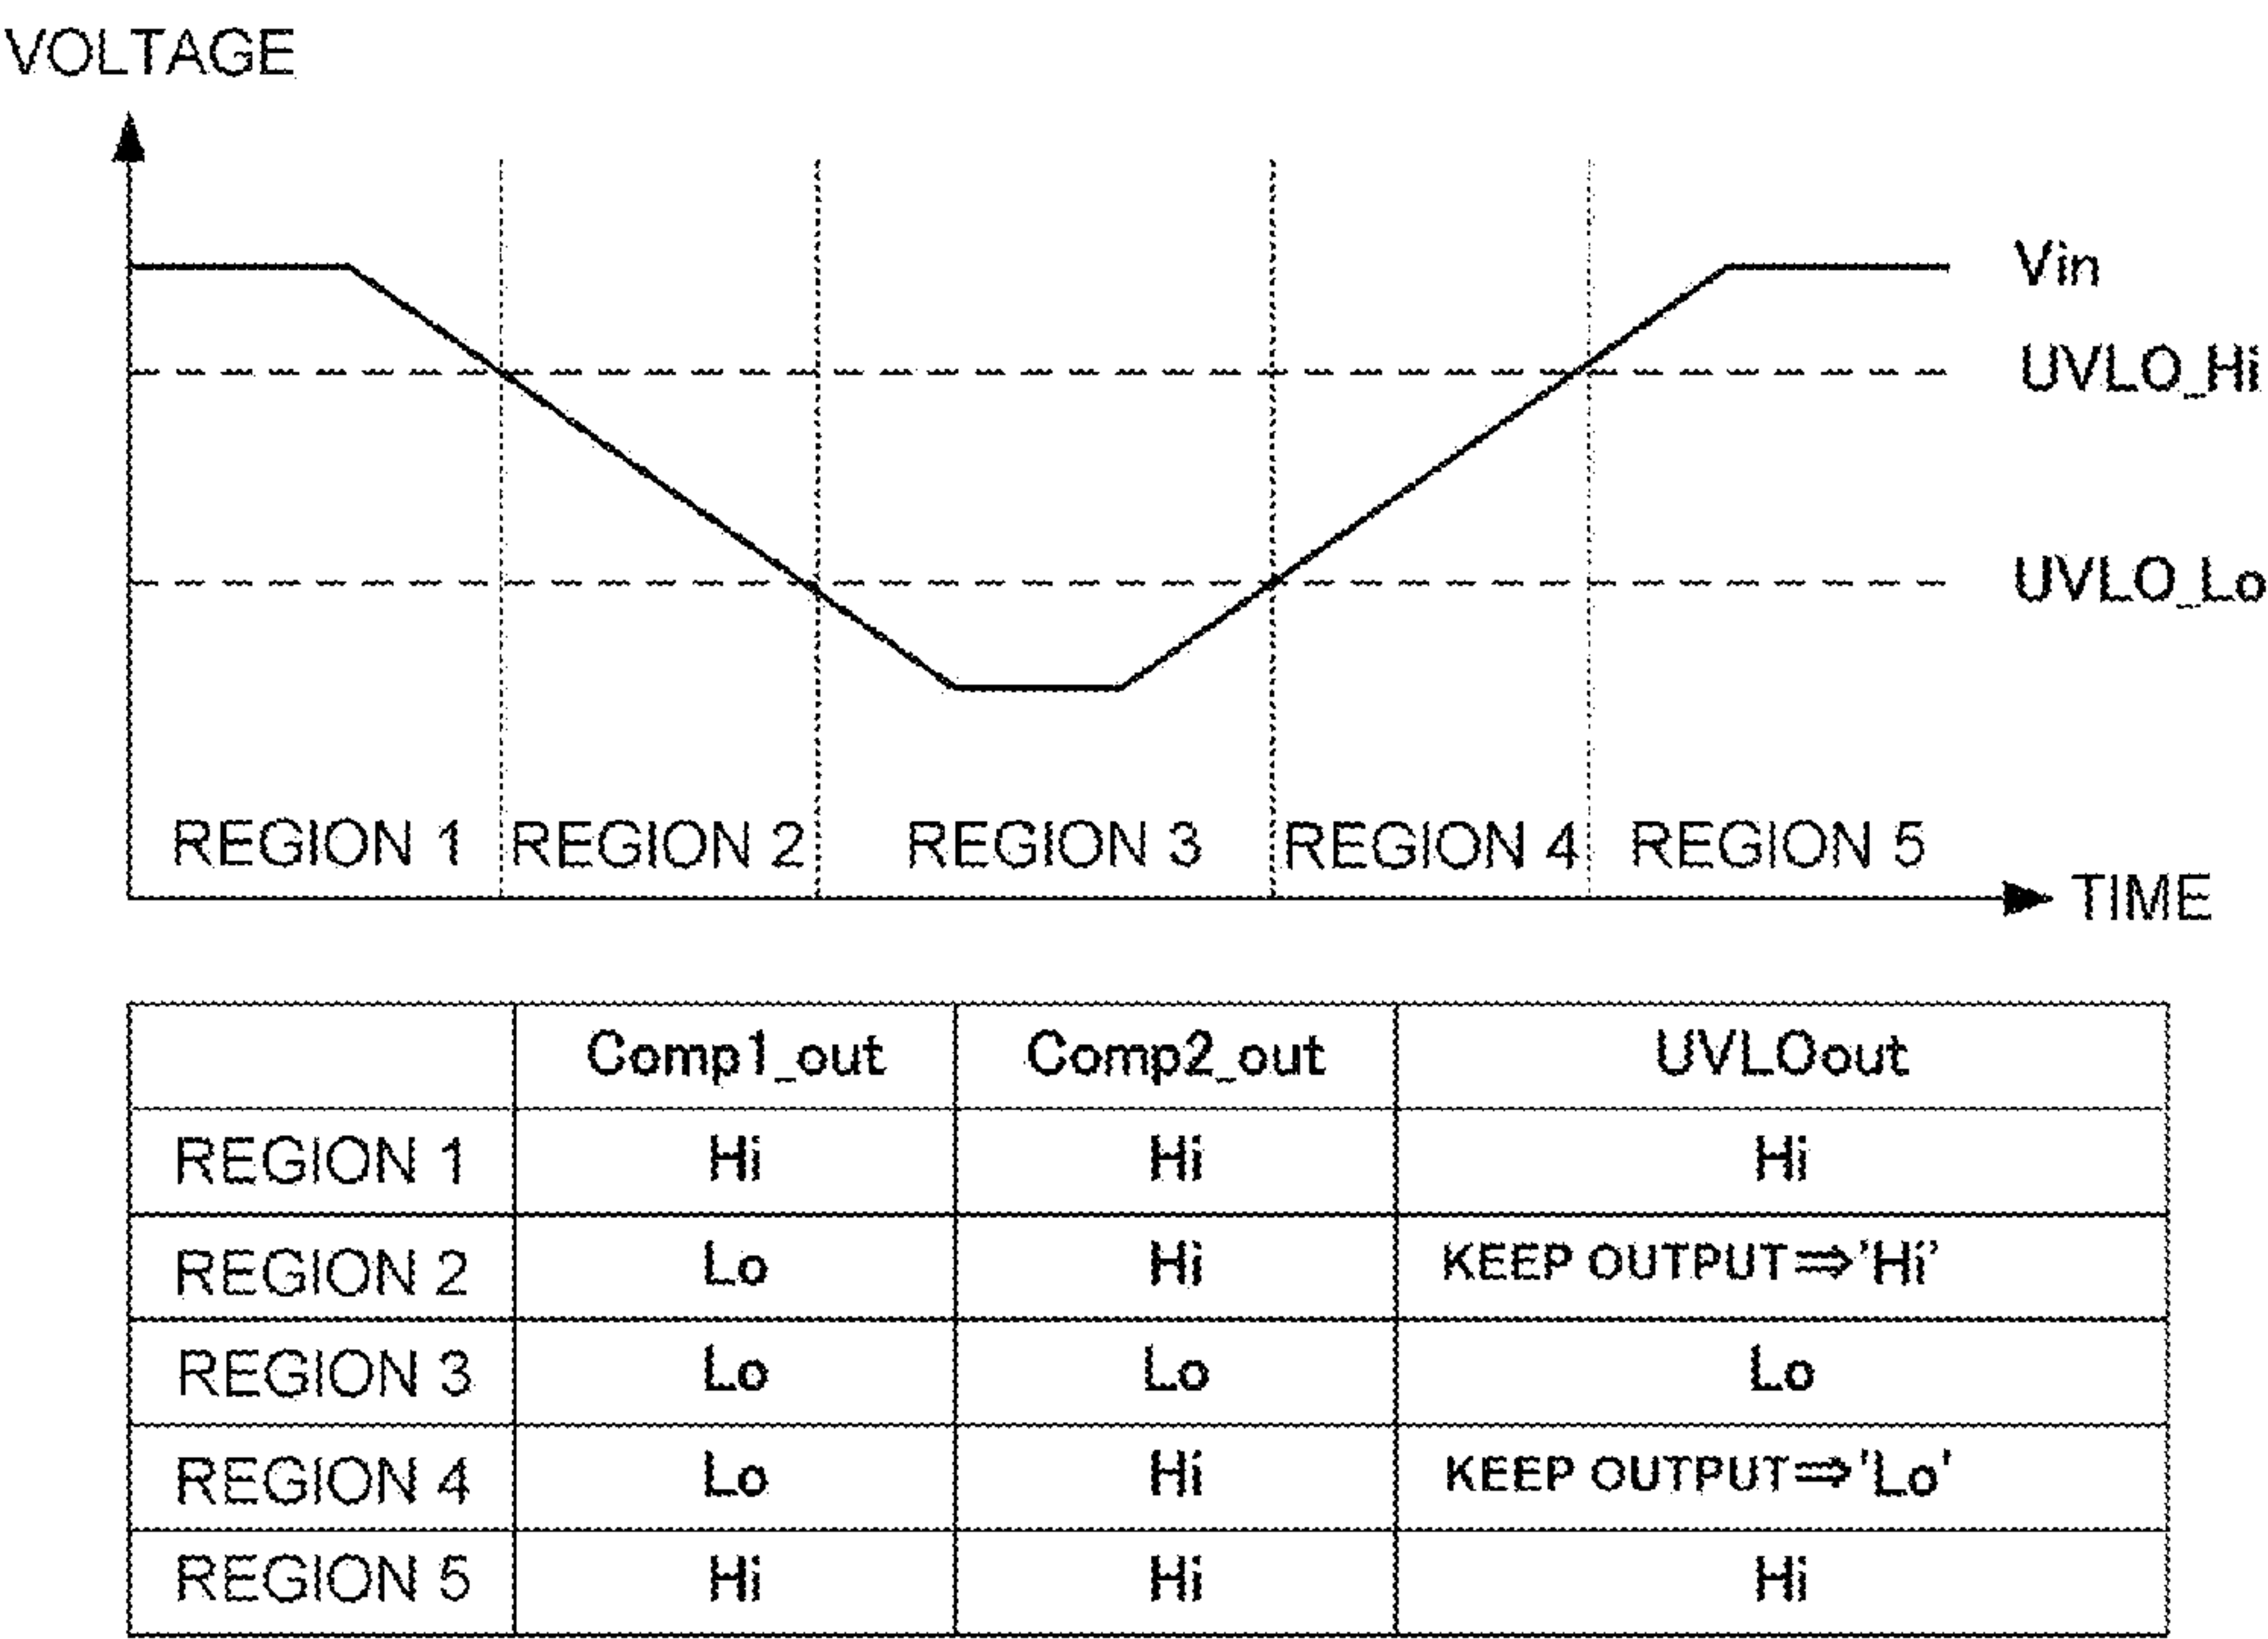 VOLTAGE
Vin
UVLO_Hi
UVLO_Lo
REGION 1 REGION 2 REGION 3 REGION 4 REGION 5
TIME
Comp1_out Comp2_out UVLOout
REGION 1 Hi Hi Hi
REGION 2 Lo Hi KEEP OUTPUT⇒'Hi'
REGION 3 Lo Lo Lo
REGION 4 Lo Hi KEEP OUTPUT⇒'Lo'
REGION 5 Hi Hi Hi